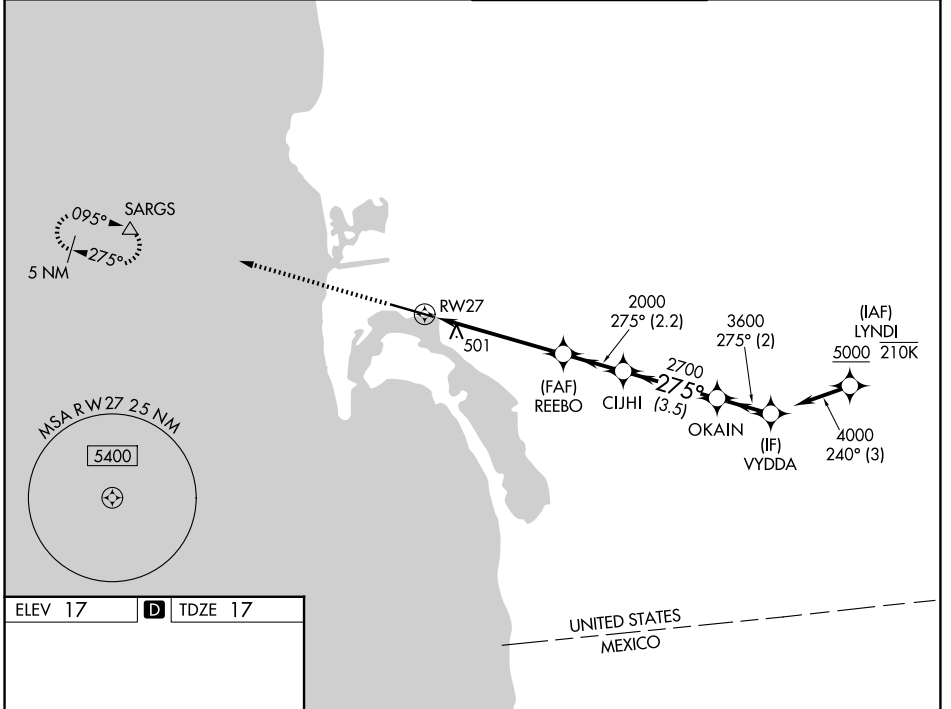 095°
SARGS
275°
5 NM
RW27
501
2000
275° (2.2)
3600
275° (2)
(IAF)
LYNDI
5000 210K
2700
275°
(3.5)
(FAF)
REEBO
CIJHI
OKAIN
(IF)
VYDDA
4000
240° (3)
MSA RW27 25 NM
5400
ELEV 17 D TDZE 17
UNITED STATES
MEXICO